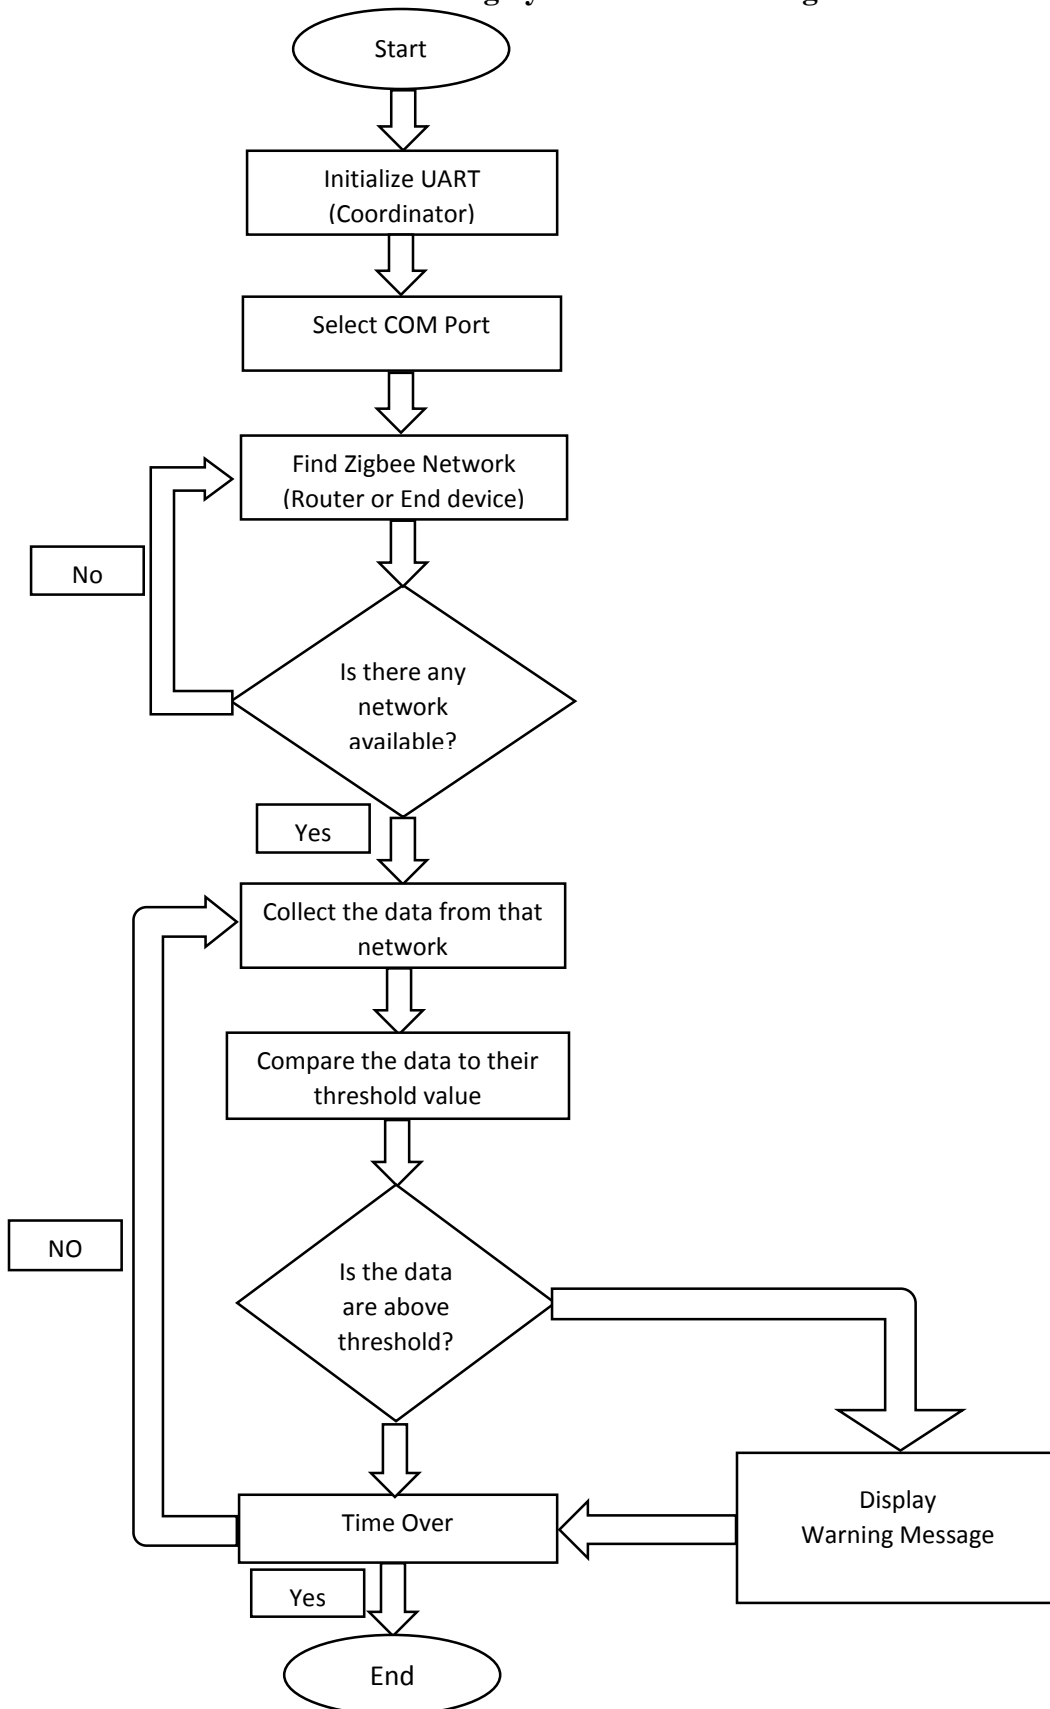 Start
Initialize UART
(Coordinator)
Select COM Port
Find Zigbee Network
(Router or End device)
No
Is there any
network
available?
Yes
Collect the data from that
network
Compare the data to their
threshold value
NO
Is the data
are above
threshold?
Display
Warning Message
Time Over
Yes
End